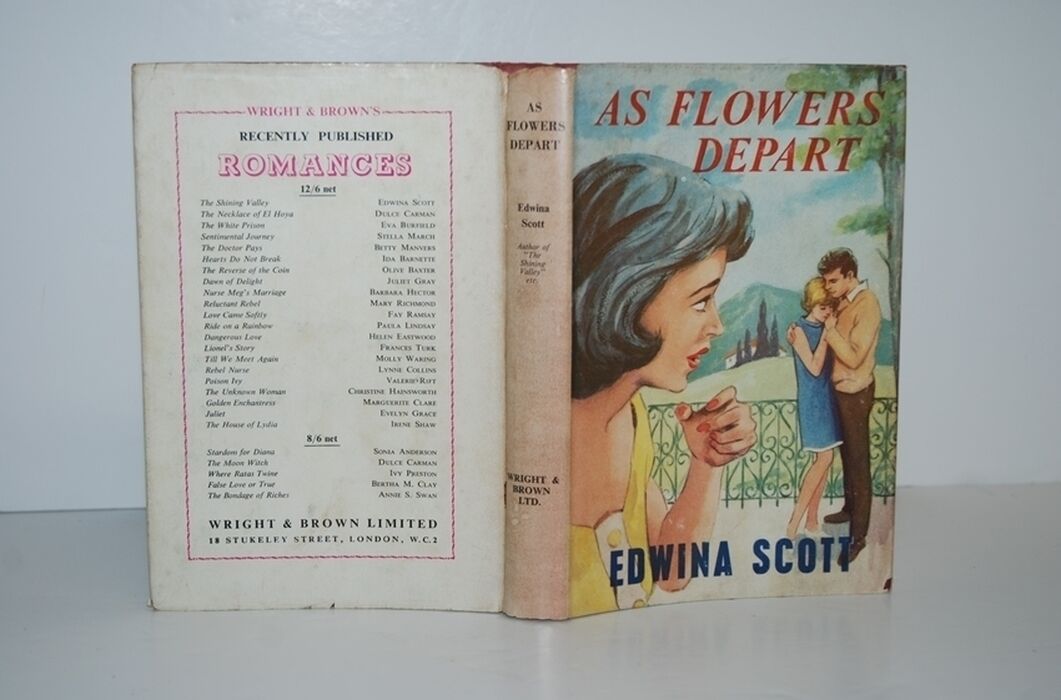 WRIGHT & BROWN'S
RECENTLY PUBLISHED
ROMANCES
12/6 net
The Shining Valley EDWINA SCOTT
The Necklace of El Hoya DULCE CARMAN
The White Prison EVA BURFIELD
Sentimental Journey STELLA MARCH
The Doctor Pays BETTY MANVERS
Hearts Do Not Break IDA BARNETTE
The Reverse of the Coin OLIVE BAXTER
Dawn of Delight JULIET GRAY
Nurse Meg's Marriage BARBARA HECTOR
Reluctant Rebel MARY RICHMOND
Love Came Softly FAY RAMSAY
Ride on a Rainbow PAULA LINDSAY
Dangerous Love HELEN EASTWOOD
Lionel's Story FRANCES TURK
Till We Meet Again MOLLY WARING
Rebel Nurse LYNNE COLLINS
Poison Ivy VALERIE RIFT
The Unknown Woman CHRISTINE HAINSWORTH
Golden Enchantress MARGUERITE CLARE
Juliet EVELYN GRACE
The House of Lydia IRENE SHAW
8/6 net
Stardom for Diana SONIA ANDERSON
The Moon Witch DULCE CARMAN
Where Ratas Twine IVY PRESTON
False Love or True BERTHA M. CLAY
The Bondage of Riches ANNIE S. SWAN
WRIGHT & BROWN LIMITED
18 STUKELEY STREET, LONDON, W.C.2
AS
FLOWERS
DEPART
Edwina
Scott
Author of
"The
Shining
Valley"
etc.
WRIGHT &
BROWN
LTD.
AS FLOWERS
DEPART
EDWINA SCOTT